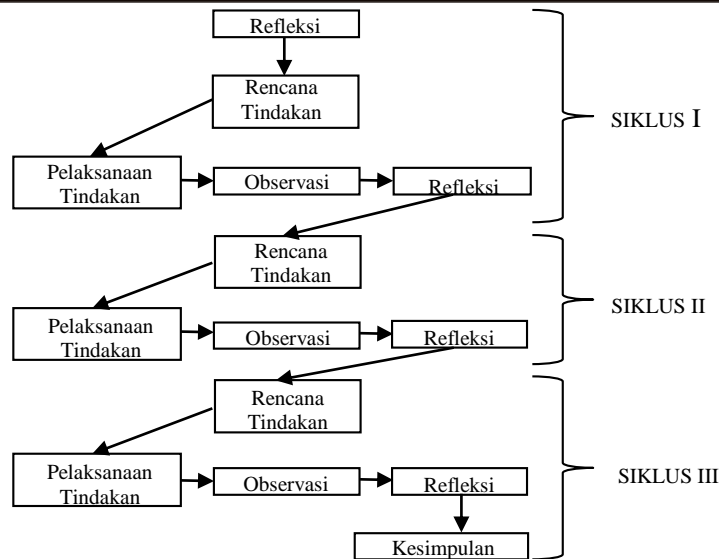 Refleksi
Rencana
Tindakan
SIKLUS I
Pelaksanaan
Tindakan
Observasi
Refleksi
Rencana
Tindakan
SIKLUS II
Pelaksanaan
Tindakan
Observasi
Refleksi
Rencana
Tindakan
SIKLUS III
Pelaksanaan
Tindakan
Observasi
Refleksi
Kesimpulan